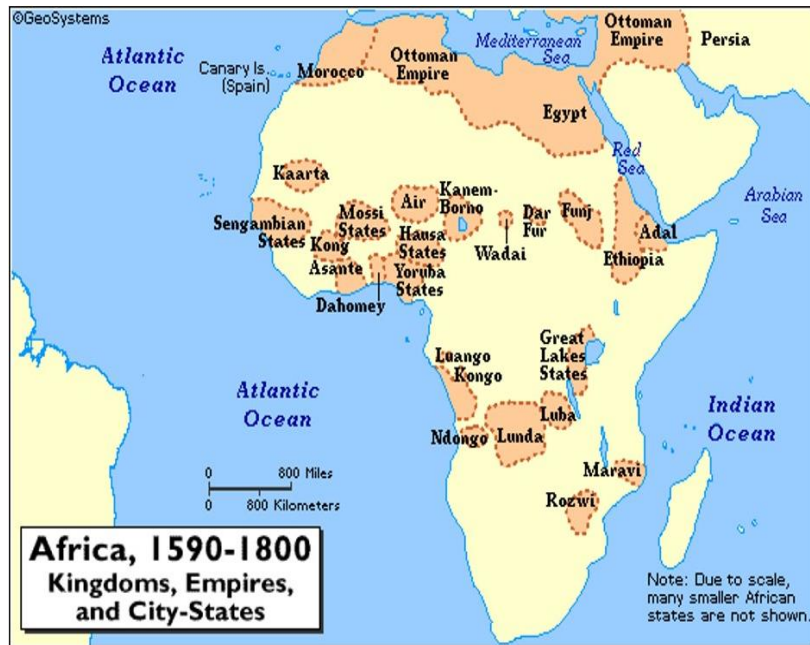 ©GeoSystems
Atlantic
Ocean
Canary Is.
(Spain)
Morocco
Ottoman
Empire
Mediterranean
Sea
Ottoman
Empire
Persia
Egypt
Red
Sea
Arabian
Sea
Kaarta
Sengambian
States
Mossi
States
Kong
Asante
Dahomey
Air
Hausa
States
Yoruba
States
Kanem-
Borno
Wadai
Dar
Fur
Funj
Adal
Ethiopia
Luango
Kongo
Great
Lakes
States
Atlantic
Ocean
Indian
Ocean
Ndongo
Lunda
Luba
Maravi
Rozwi
0 800 Miles
0 800 Kilometers
Africa, 1590-1800
Kingdoms, Empires,
and City-States
Note: Due to scale,
many smaller African
states are not shown.